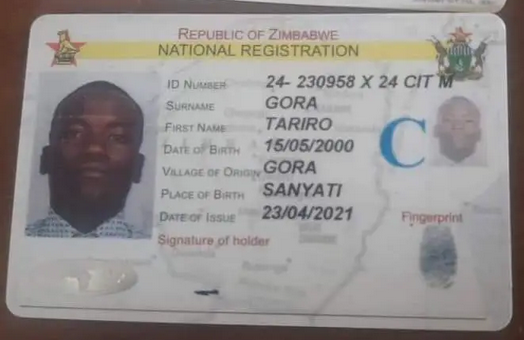 REPUBLIC OF ZIMBABWE
NATIONAL REGISTRATION
ID NUMBER 24- 230958 X 24 CIT M
SURNAME GORA
FIRST NAME TARIRO
DATE OF BIRTH 15/05/2000
VILLAGE OF ORIGIN GORA
PLACE OF BIRTH SANYATI
DATE OF ISSUE 23/04/2021
C
Fingerprint
Signature of holder